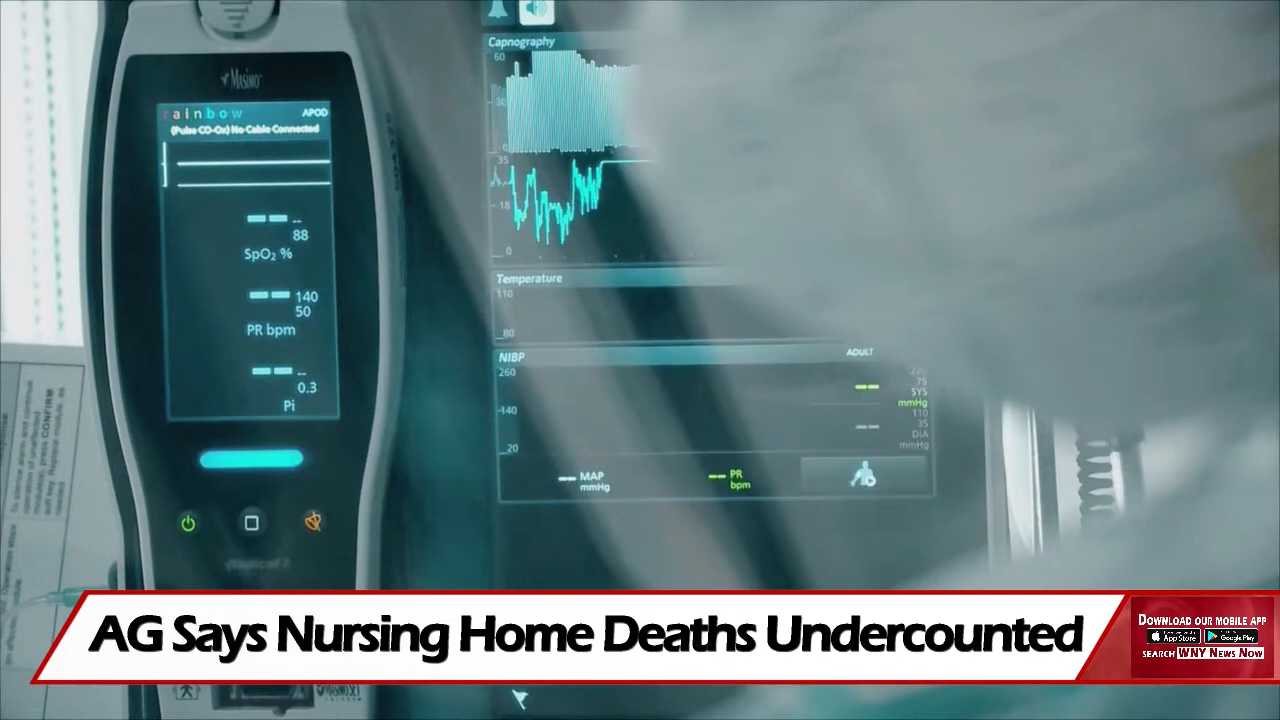 Masimo
rainbow APOD
(Pulse CO-Ox) No Cable Connected
-- --
88
SpO₂ %
-- 140
50
PR bpm
-- --
0.3
Pi
Capnography
60
30
0
35
18
0
Temperature
110
80
NIBP
ADULT
260
140
20
--
75
SYS
mmHg
--
110
35
DIA
mmHg
-- MAP
mmHg
-- PR
bpm
AG Says Nursing Home Deaths Undercounted
Download our mobile app
App Store
Google Play
search WNY News Now